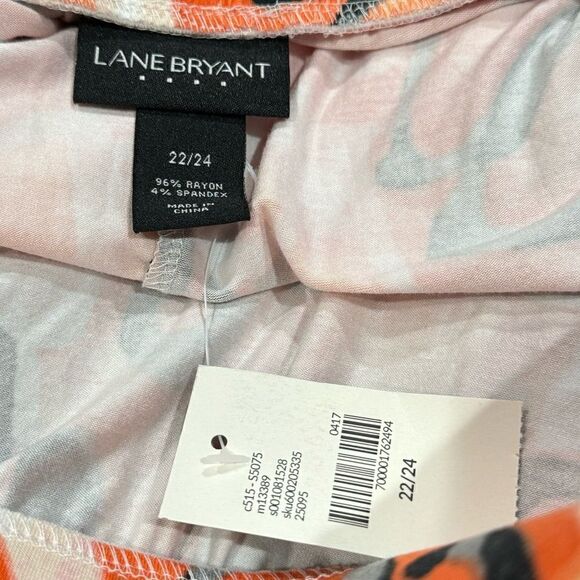 LANE BRYANT
22/24
96% RAYON
4% SPANDEX
MADE IN
CHINA
c515 - S5075
m13389
s001081528
sku600205335
25095
0417
700001762494
22/24